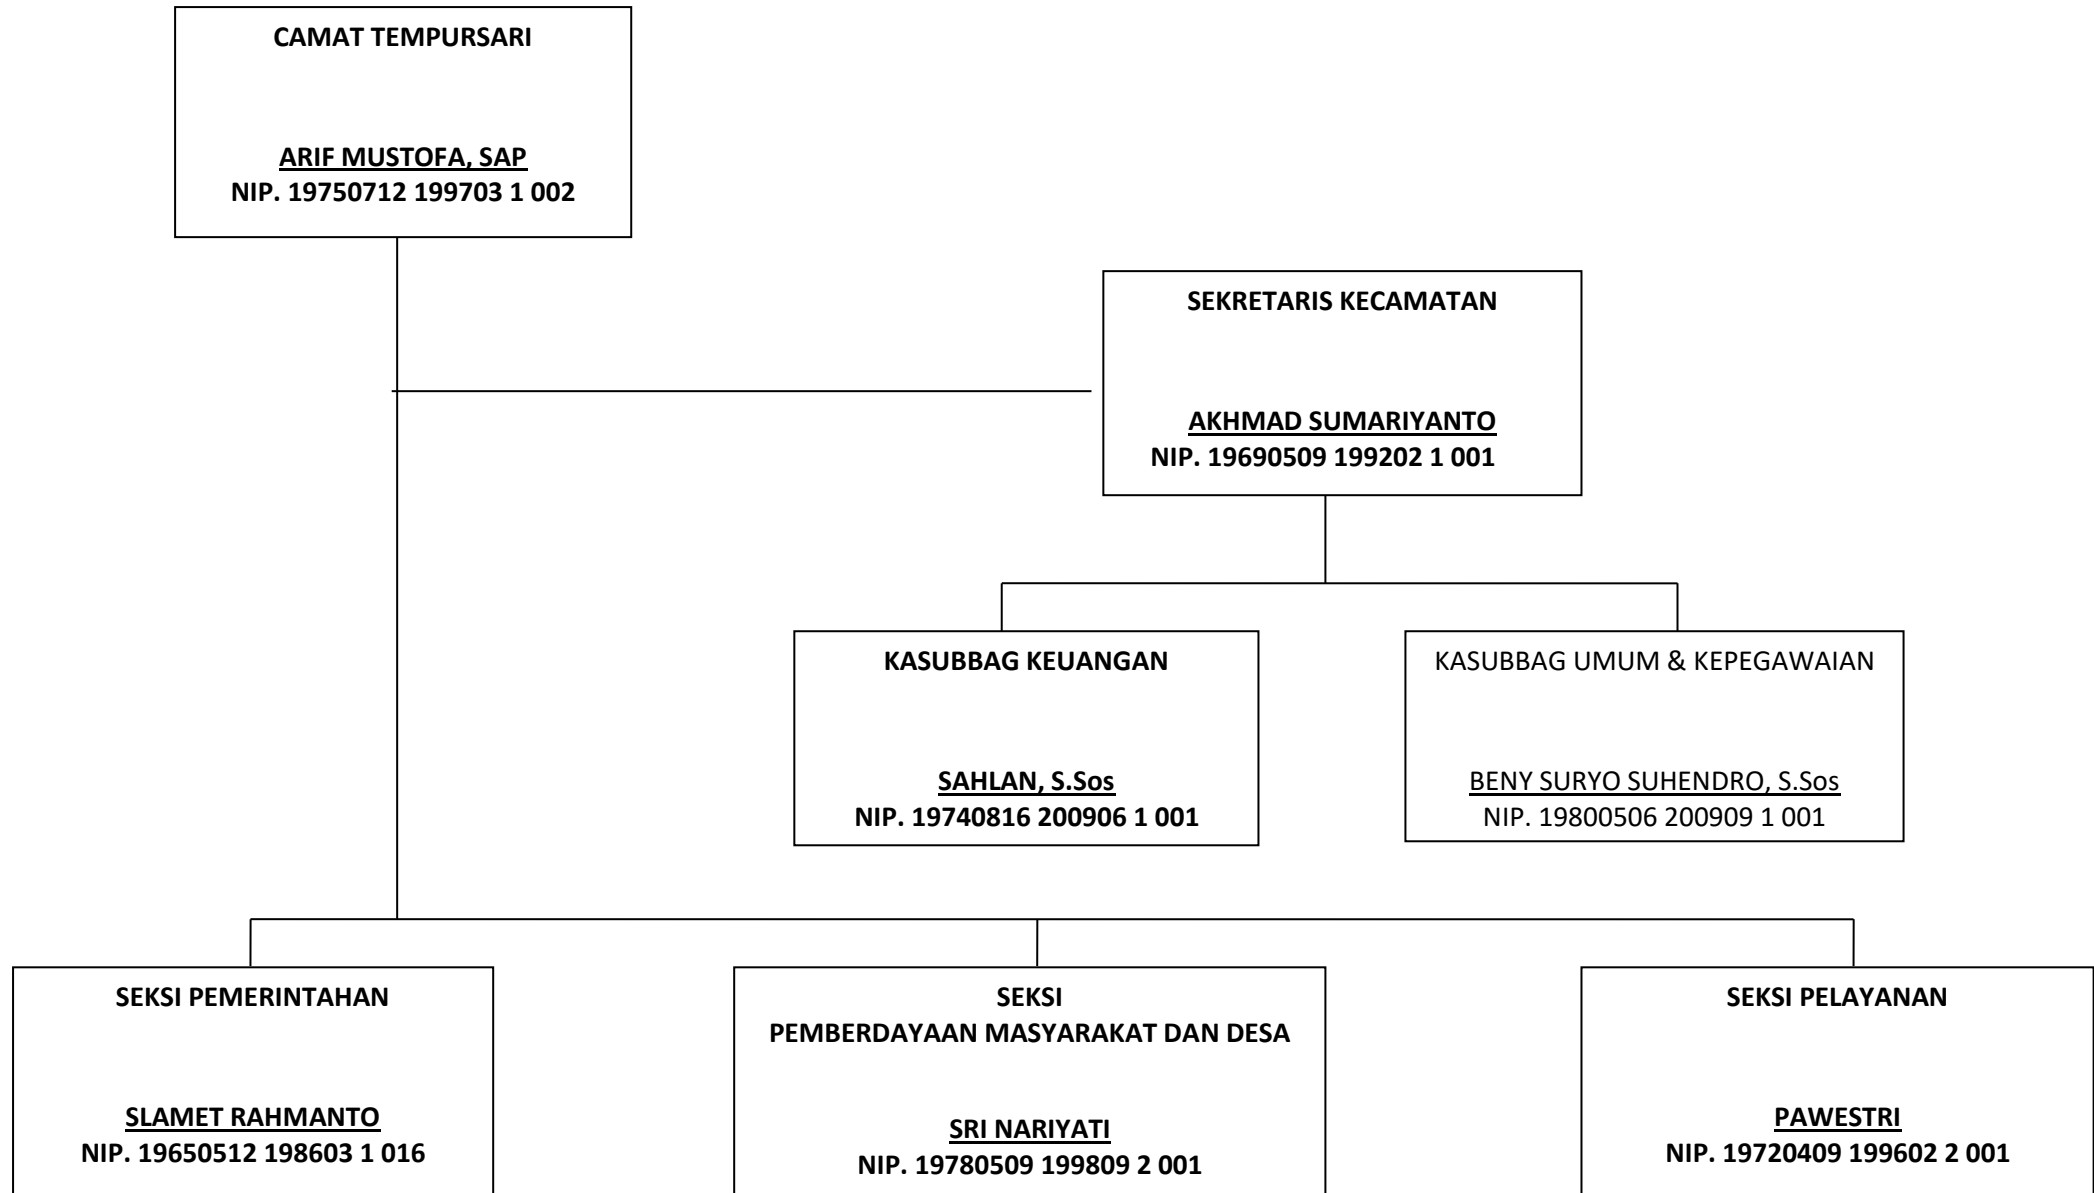 CAMAT TEMPURSARI
ARIF MUSTOFA, SAP
NIP. 19750712 199703 1 002
SEKRETARIS KECAMATAN
AKHMAD SUMARIYANTO
NIP. 19690509 199202 1 001
KASUBBAG KEUANGAN
SAHLAN, S.Sos
NIP. 19740816 200906 1 001
KASUBBAG UMUM & KEPEGAWAIAN
BENY SURYO SUHENDRO, S.Sos
NIP. 19800506 200909 1 001
SEKSI PEMERINTAHAN
SLAMET RAHMANTO
NIP. 19650512 198603 1 016
SEKSI
PEMBERDAYAAN MASYARAKAT DAN DESA
SRI NARIYATI
NIP. 19780509 199809 2 001
SEKSI PELAYANAN
PAWESTRI
NIP. 19720409 199602 2 001